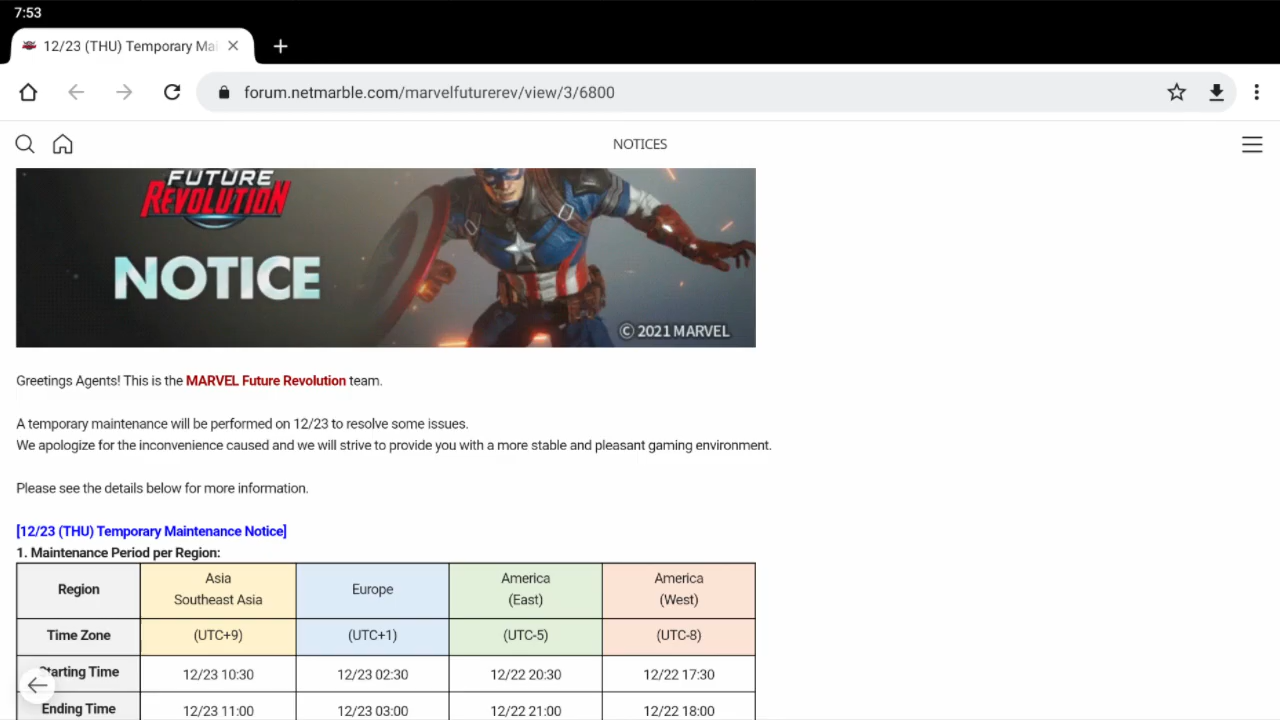 7:53
12/23 (THU) Temporary Mai
forum.netmarble.com/marvelfuturerev/view/3/6800
NOTICES
FUTURE
REVOLUTION
NOTICE
© 2021 MARVEL
Greetings Agents! This is the MARVEL Future Revolution team.
A temporary maintenance will be performed on 12/23 to resolve some issues.
We apologize for the inconvenience caused and we will strive to provide you with a more stable and pleasant gaming environment.
Please see the details below for more information.
[12/23 (THU) Temporary Maintenance Notice]
1. Maintenance Period per Region:
Region Asia Southeast Asia Europe America (East) America (West)
Time Zone (UTC+9) (UTC+1) (UTC-5) (UTC-8)
Starting Time 12/23 10:30 12/23 02:30 12/22 20:30 12/22 17:30
Ending Time 12/23 11:00 12/23 03:00 12/22 21:00 12/22 18:00